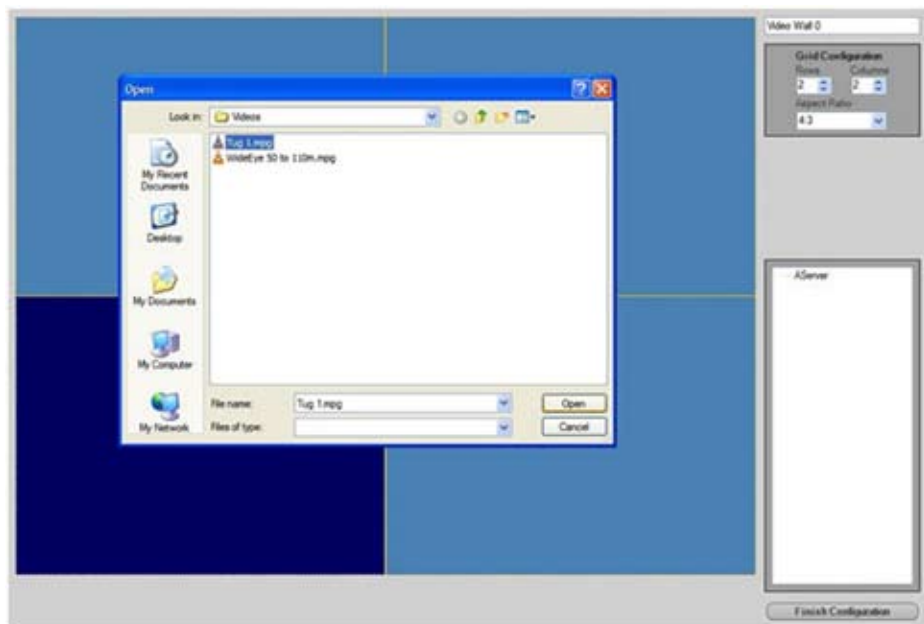 Video Wall 0
Grid Configuration
Rows Columns
2 2
Aspect Ratio
4:3
Open
Look in: Videos
Tug 1.mpg
WideEye 50 to 110m.mpg
My Recent
Documents
Desktop
My Documents
My Computer
My Network
File name: Tug 1.mpg Open
Files of type: Cancel
AServer
Finish Configuration